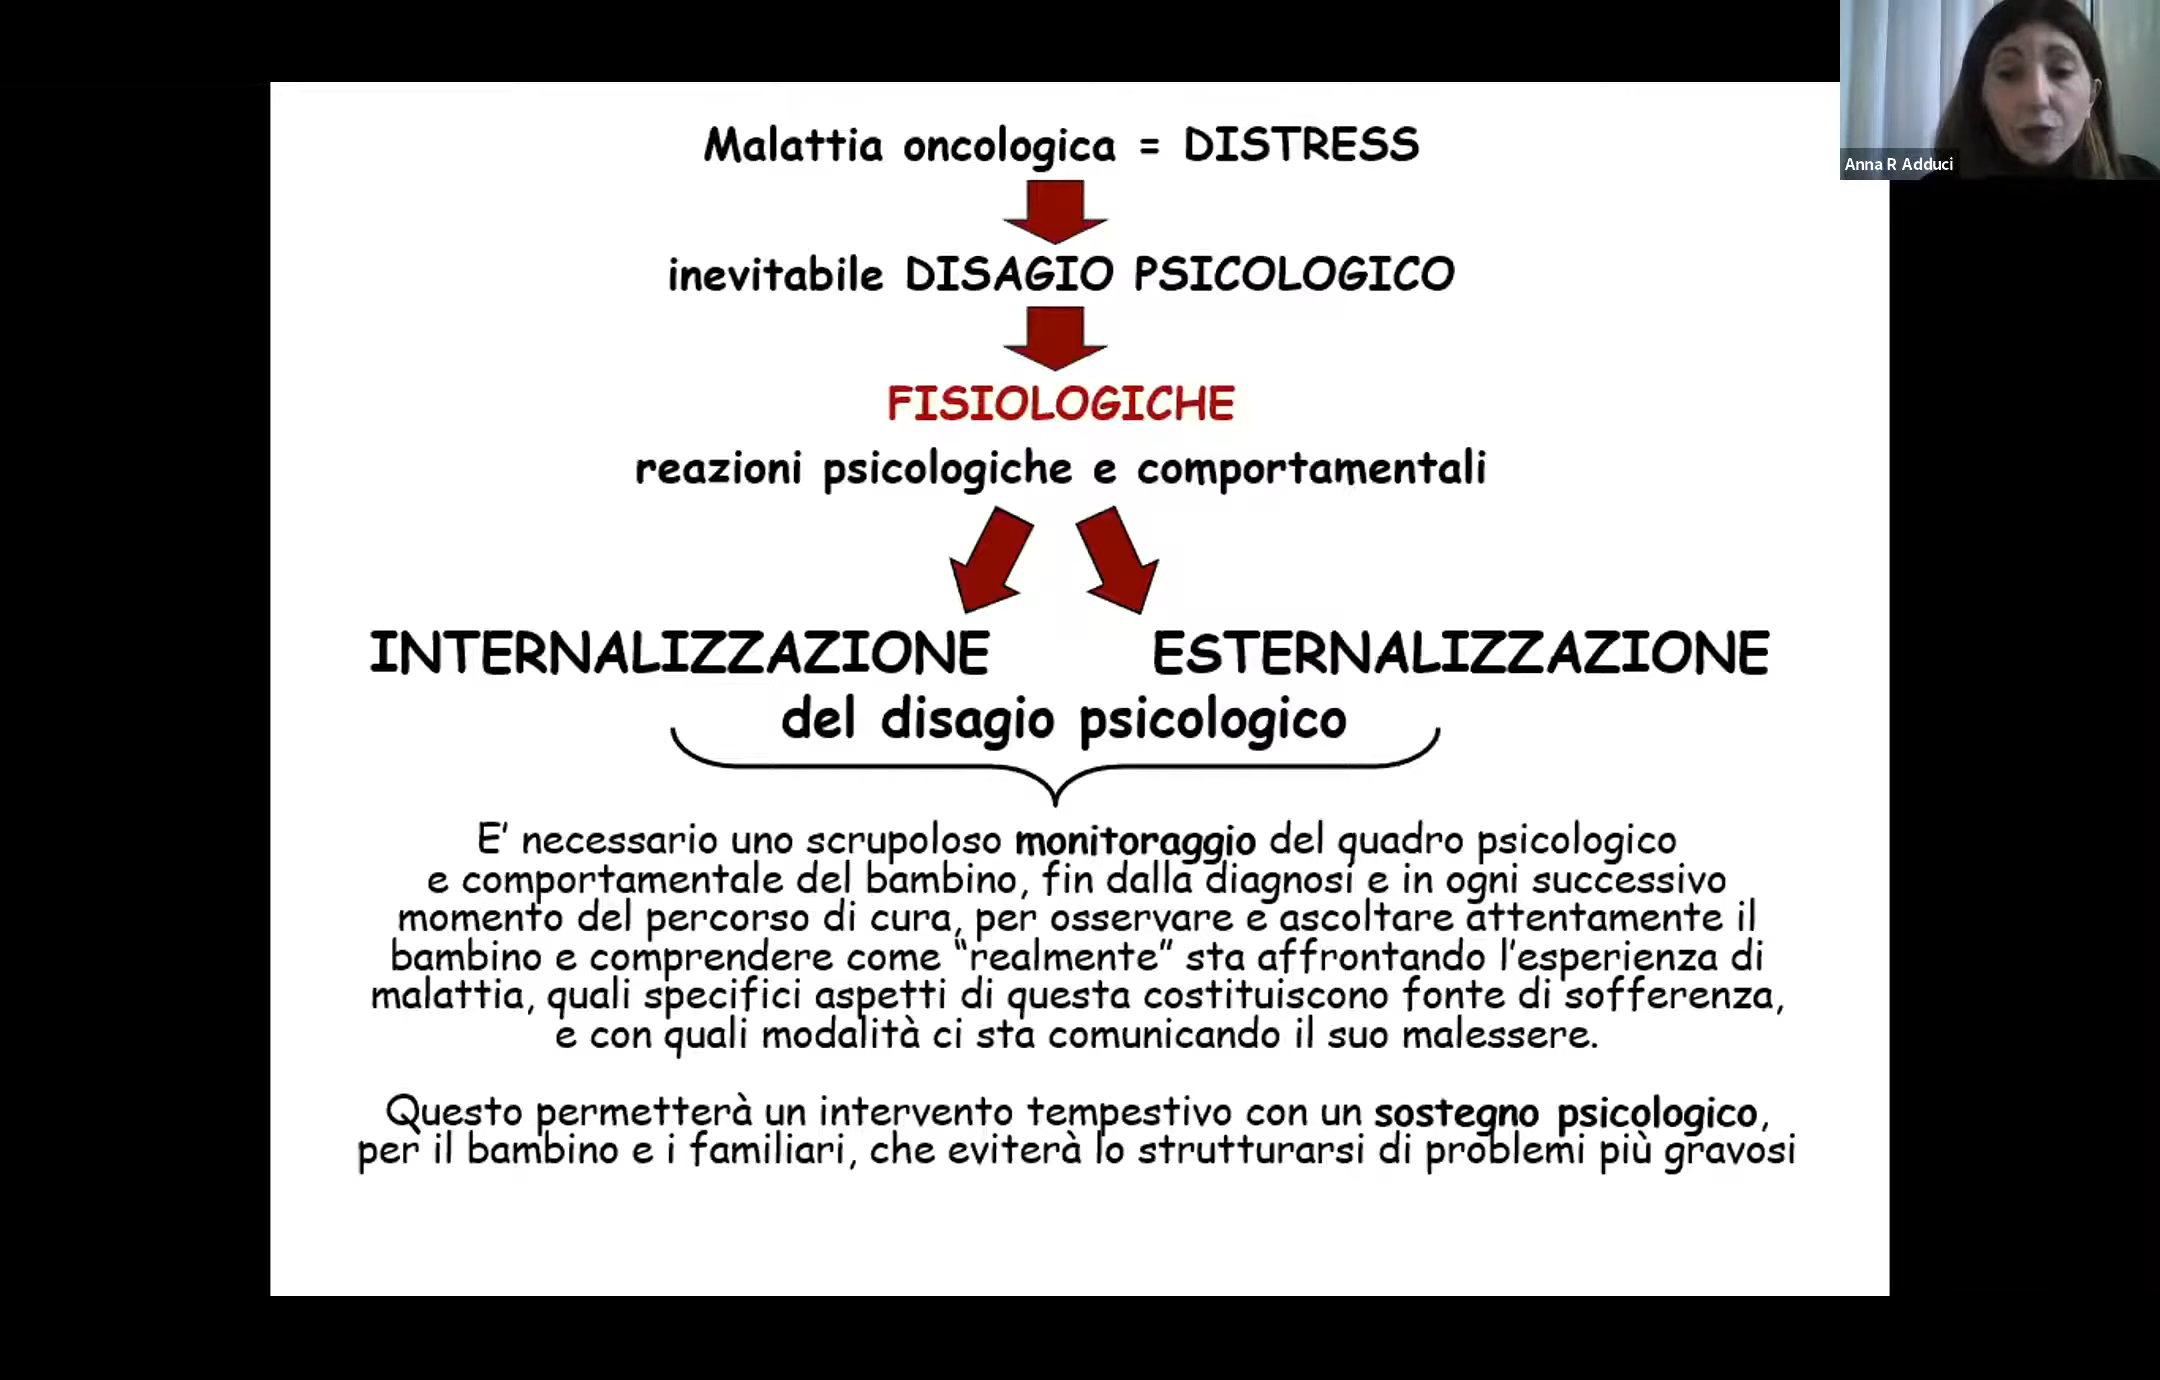 Anna R Adduci
Malattia oncologica = DISTRESS
inevitabile DISAGIO PSICOLOGICO
FISIOLOGICHE
reazioni psicologiche e comportamentali
INTERNALIZZAZIONE ESTERNALIZZAZIONE
del disagio psicologico
E' necessario uno scrupoloso monitoraggio del quadro psicologico
e comportamentale del bambino, fin dalla diagnosi e in ogni successivo
momento del percorso di cura, per osservare e ascoltare attentamente il
bambino e comprendere come “realmente” sta affrontando l'esperienza di
malattia, quali specifici aspetti di questa costituiscono fonte di sofferenza,
e con quali modalità ci sta comunicando il suo malessere.
Questo permetterà un intervento tempestivo con un sostegno psicologico,
per il bambino e i familiari, che eviterà lo strutturarsi di problemi più gravosi